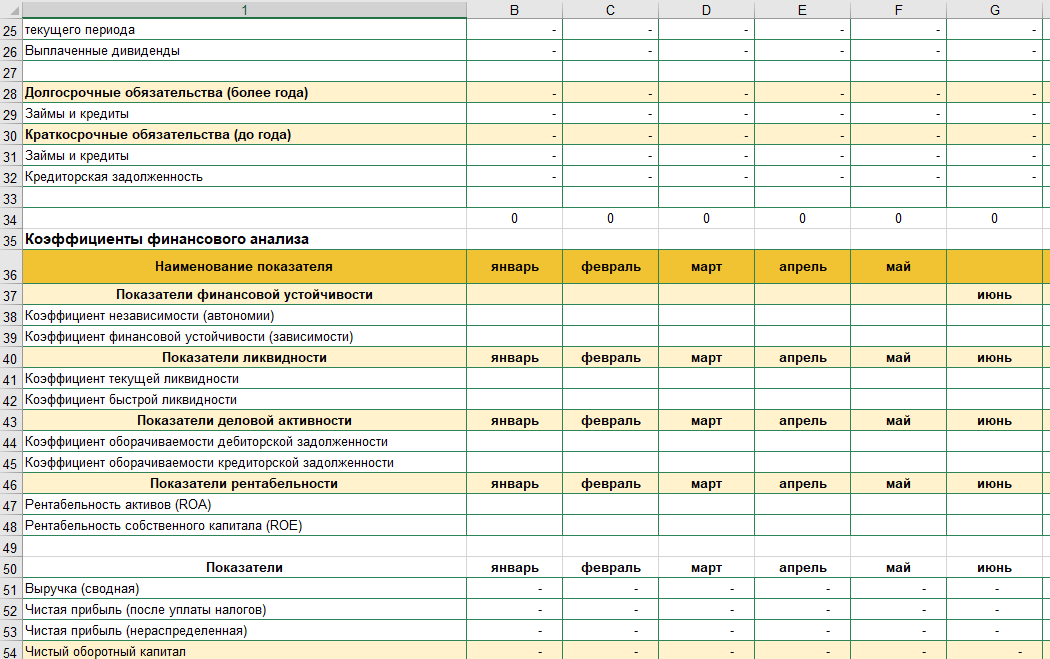 1 B C D E F G
25 текущего периода - - - - - -
26 Выплаченные дивиденды - - - - - -
27
28 Долгосрочные обязательства (более года) - - - - - -
29 Займы и кредиты - - - - - -
30 Краткосрочные обязательства (до года) - - - - - -
31 Займы и кредиты - - - - - -
32 Кредиторская задолженность - - - - - -
33
34 0 0 0 0 0 0
35 Коэффициенты финансового анализа
36 Наименование показателя январь февраль март апрель май
37 Показатели финансовой устойчивости июнь
38 Коэффициент независимости (автономии)
39 Коэффициент финансовой устойчивости (зависимости)
40 Показатели ликвидности январь февраль март апрель май июнь
41 Коэффициент текущей ликвидности
42 Коэффициент быстрой ликвидности
43 Показатели деловой активности январь февраль март апрель май июнь
44 Коэффициент оборачиваемости дебиторской задолженности
45 Коэффициент оборачиваемости кредиторской задолженности
46 Показатели рентабельности январь февраль март апрель май июнь
47 Рентабельность активов (ROA)
48 Рентабельность собственного капитала (ROE)
49
50 Показатели январь февраль март апрель май июнь
51 Выручка (сводная) - - - - - -
52 Чистая прибыль (после уплаты налогов) - - - - - -
53 Чистая прибыль (нераспределенная) - - - - - -
54 Чистый оборотный капитал - - - - - -